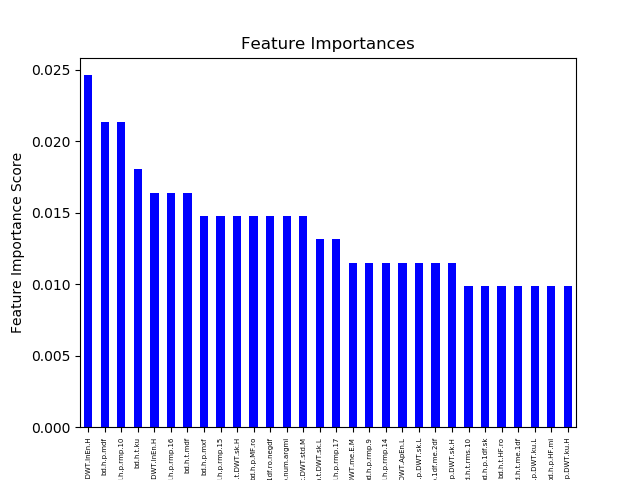 Feature Importances
Feature Importance Score
0.025
0.020
0.015
0.010
0.005
0.000
DWT.InEn.H
bd.h.p.mdf
.h.p.rmp.10
bd.h.t.ku
DWT.InEn.H
.h.p.rmp.16
bd.h.t.mdf
bd.h.p.mxf
.h.p.rmp.15
.t.DWT.sk.H
bd.h.p.MF.ro
1df.ro.negdf
.num.argmi
.DWT.std.M
.t.DWT.sk.L
.h.p.rmp.17
DWT.me.E.M
d.h.p.rmp.9
.h.p.rmp.14
DWT.ApEn.L
.p.DWT.sk.L
.1df.me.2df
p.DWT.sk.H
d.h.t.rms.10
bd.h.p.1df.sk
bd.h.t.HF.ro
d.h.t.me.1df
p.DWT.ku.L
bd.h.p.HF.mi
p.DWT.ku.H